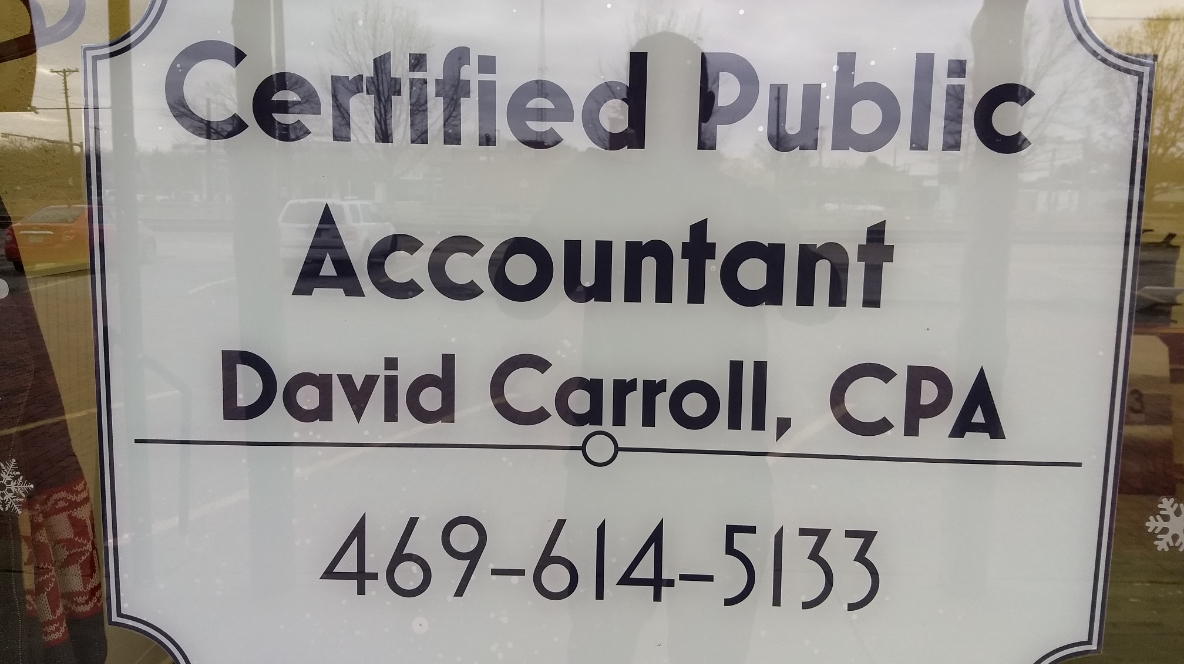 Certified Public
Accountant
David Carroll, CPA
469-614-5133